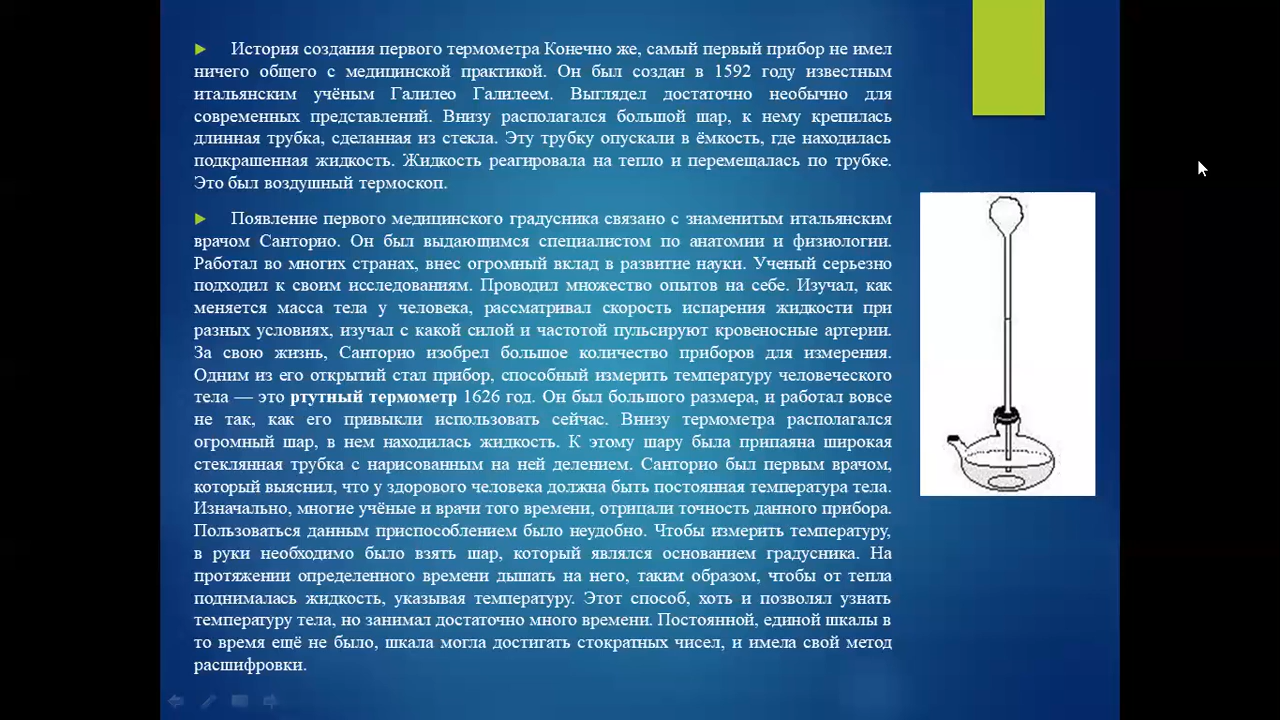 История создания первого термометра Конечно же, самый первый прибор не имел
ничего общего с медицинской практикой. Он был создан в 1592 году известным
итальянским учёным Галилео Галилеем. Выглядел достаточно необычно для
современных представлений. Внизу располагался большой шар, к нему крепилась
длинная трубка, сделанная из стекла. Эту трубку опускали в ёмкость, где находилась
подкрашенная жидкость. Жидкость реагировала на тепло и перемещалась по трубке.
Это был воздушный термоскоп.
Появление первого медицинского градусника связано с знаменитым итальянским
врачом Санторио. Он был выдающимся специалистом по анатомии и физиологии.
Работал во многих странах, внес огромный вклад в развитие науки. Ученый серьезно
подходил к своим исследованиям. Проводил множество опытов на себе. Изучал, как
меняется масса тела у человека, рассматривал скорость испарения жидкости при
разных условиях, изучал с какой силой и частотой пульсируют кровеносные артерии.
За свою жизнь, Санторио изобрел большое количество приборов для измерения.
Одним из его открытий стал прибор, способный измерить температуру человеческого
тела — это ртутный термометр 1626 год. Он был большого размера, и работал вовсе
не так, как его привыкли использовать сейчас. Внизу термометра располагался
огромный шар, в нем находилась жидкость. К этому шару была припаяна широкая
стеклянная трубка с нарисованным на ней делением. Санторио был первым врачом,
который выяснил, что у здорового человека должна быть постоянная температура тела.
Изначально, многие учёные и врачи того времени, отрицали точность данного прибора.
Пользоваться данным приспособлением было неудобно. Чтобы измерить температуру,
в руки необходимо было взять шар, который являлся основанием градусника. На
протяжении определенного времени дышать на него, таким образом, чтобы от тепла
поднималась жидкость, указывая температуру. Этот способ, хоть и позволял узнать
температуру тела, но занимал достаточно много времени. Постоянной, единой шкалы в
то время ещё не было, шкала могла достигать стократных чисел, и имела свой метод
расшифровки.